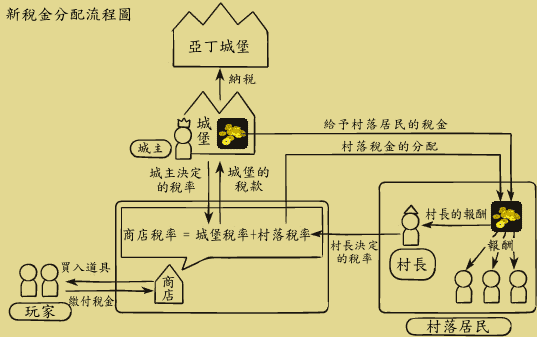 新稅金分配流程圖
亞丁城堡
納稅
城堡
城主
給予村落居民的稅金
村落稅金的分配
城主決定
的稅率
城堡的
稅款
商店稅率 = 城堡稅率+村落稅率
村長決定
的稅率
村長的報酬
村長
報酬
買入道具
繳付稅金
商店
玩家
村落居民